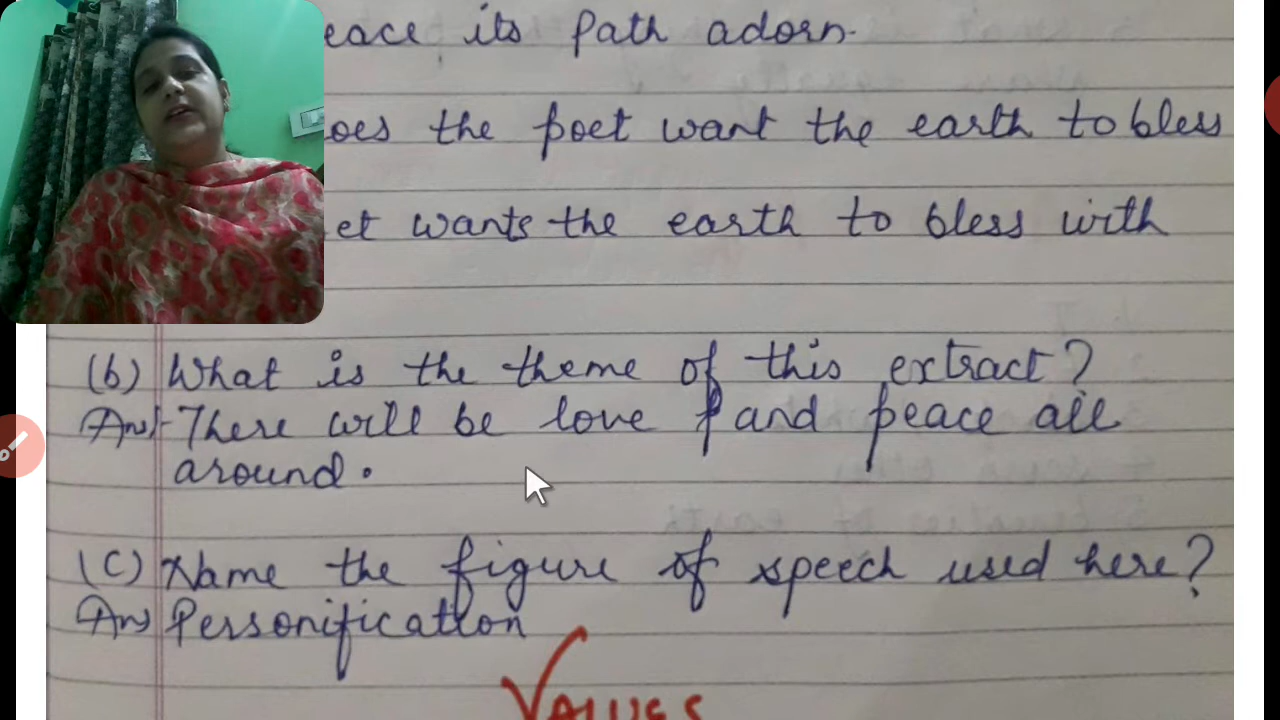 eace its path adorn.
oes the poet want the earth to bless
et wants the earth to bless with
(b) What is the theme of this extract?
Ans- There will be love and peace all
around.
(C) Name the figure of speech used here?
Ans Personification
VALUES